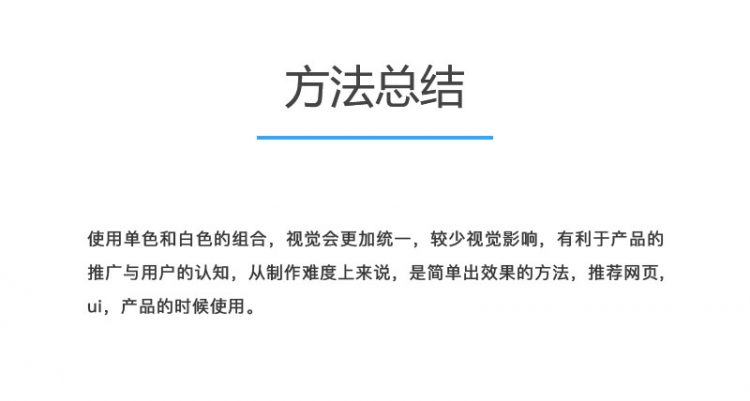 方法总结
使用单色和白色的组合，视觉会更加统一，较少视觉影响，有利于产品的
推广与用户的认知，从制作难度上来说，是简单出效果的方法，推荐网页,
ui，产品的时候使用。